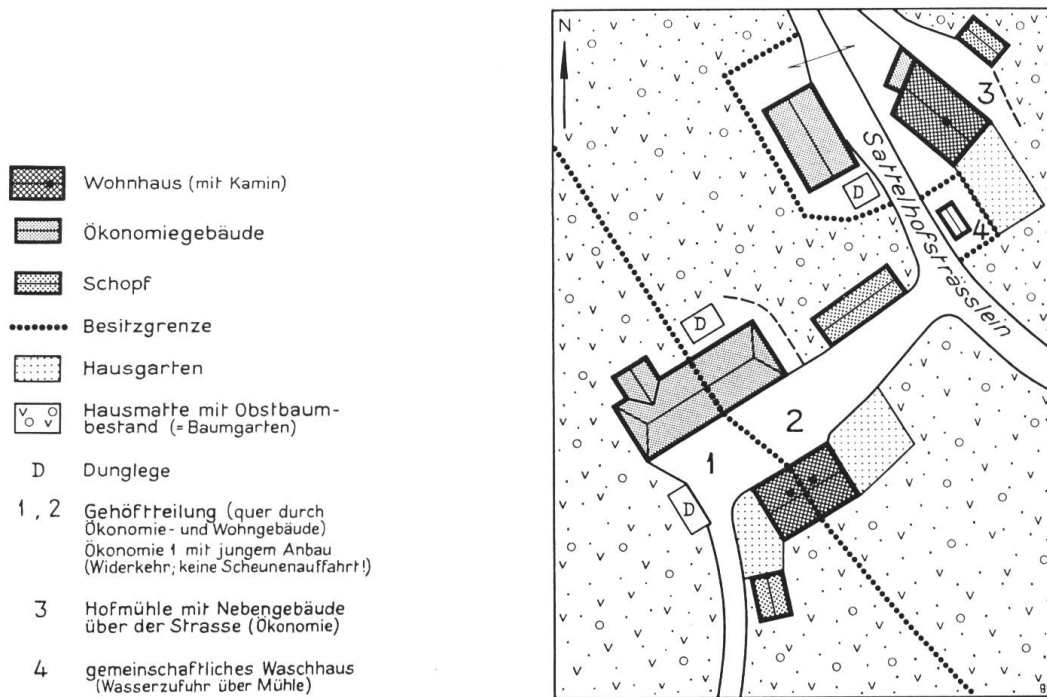 Wohnhaus (mit Kamin)
Ökonomiegebäude
Schopf
Besitzgrenze
Hausgarten
Hausmatte mit Obstbaum-
bestand (= Baumgarten)
D Dunglege
1, 2 Gehöftteilung (quer durch
Ökonomie- und Wohngebäude)
Ökonomie 1 mit jungem Anbau
(Widerkehr; keine Scheunenauffahrt!)
3 Hofmühle mit Nebengebäude
über der Strasse (Ökonomie)
4 gemeinschaftliches Waschhaus
(Wasserzufuhr über Mühle)
N
3
D
Sattelhofsträsslein
4
D
2
1
D